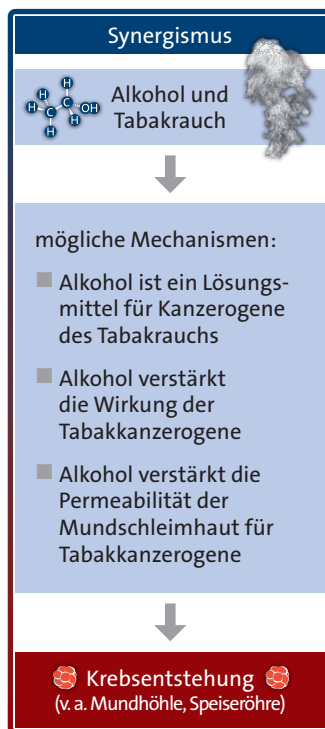 Synergismus
H
H
H
C
C
OH
H
H
Alkohol und
Tabakrauch
mögliche Mechanismen:
Alkohol ist ein Lösungs-
mittel für Kanzerogene
des Tabakrauchs
Alkohol verstärkt
die Wirkung der
Tabakkanzerogene
Alkohol verstärkt die
Permeabilität der
Mundschleimhaut für
Tabakkanzerogene
Krebsentstehung
(v. a. Mundhöhle, Speiseröhre)